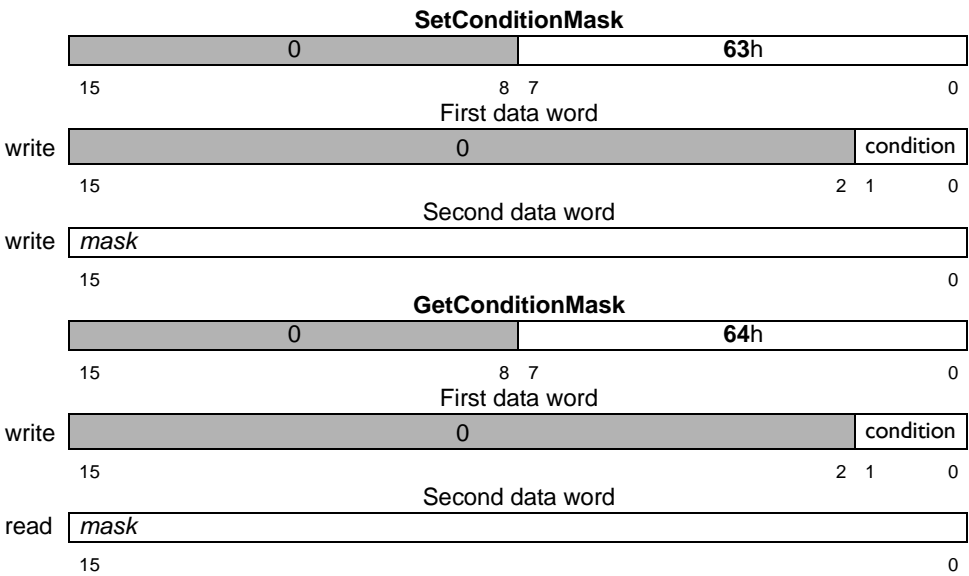 SetConditionMask
0 63h
15 8 7 0
First data word
write 0 condition
15 2 1 0
Second data word
write mask
15 0
GetConditionMask
0 64h
15 8 7 0
First data word
write 0 condition
15 2 1 0
Second data word
read mask
15 0